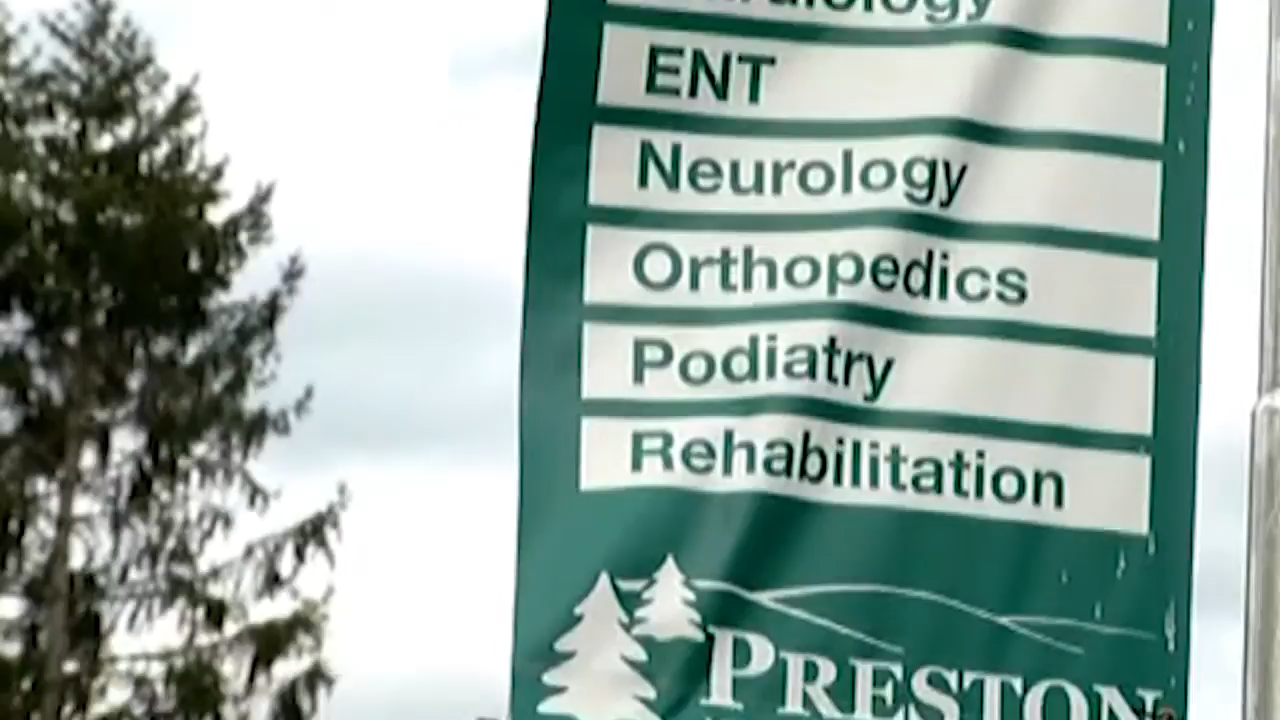 ENT
Neurology
Orthopedics
Podiatry
Rehabilitation
PRESTON